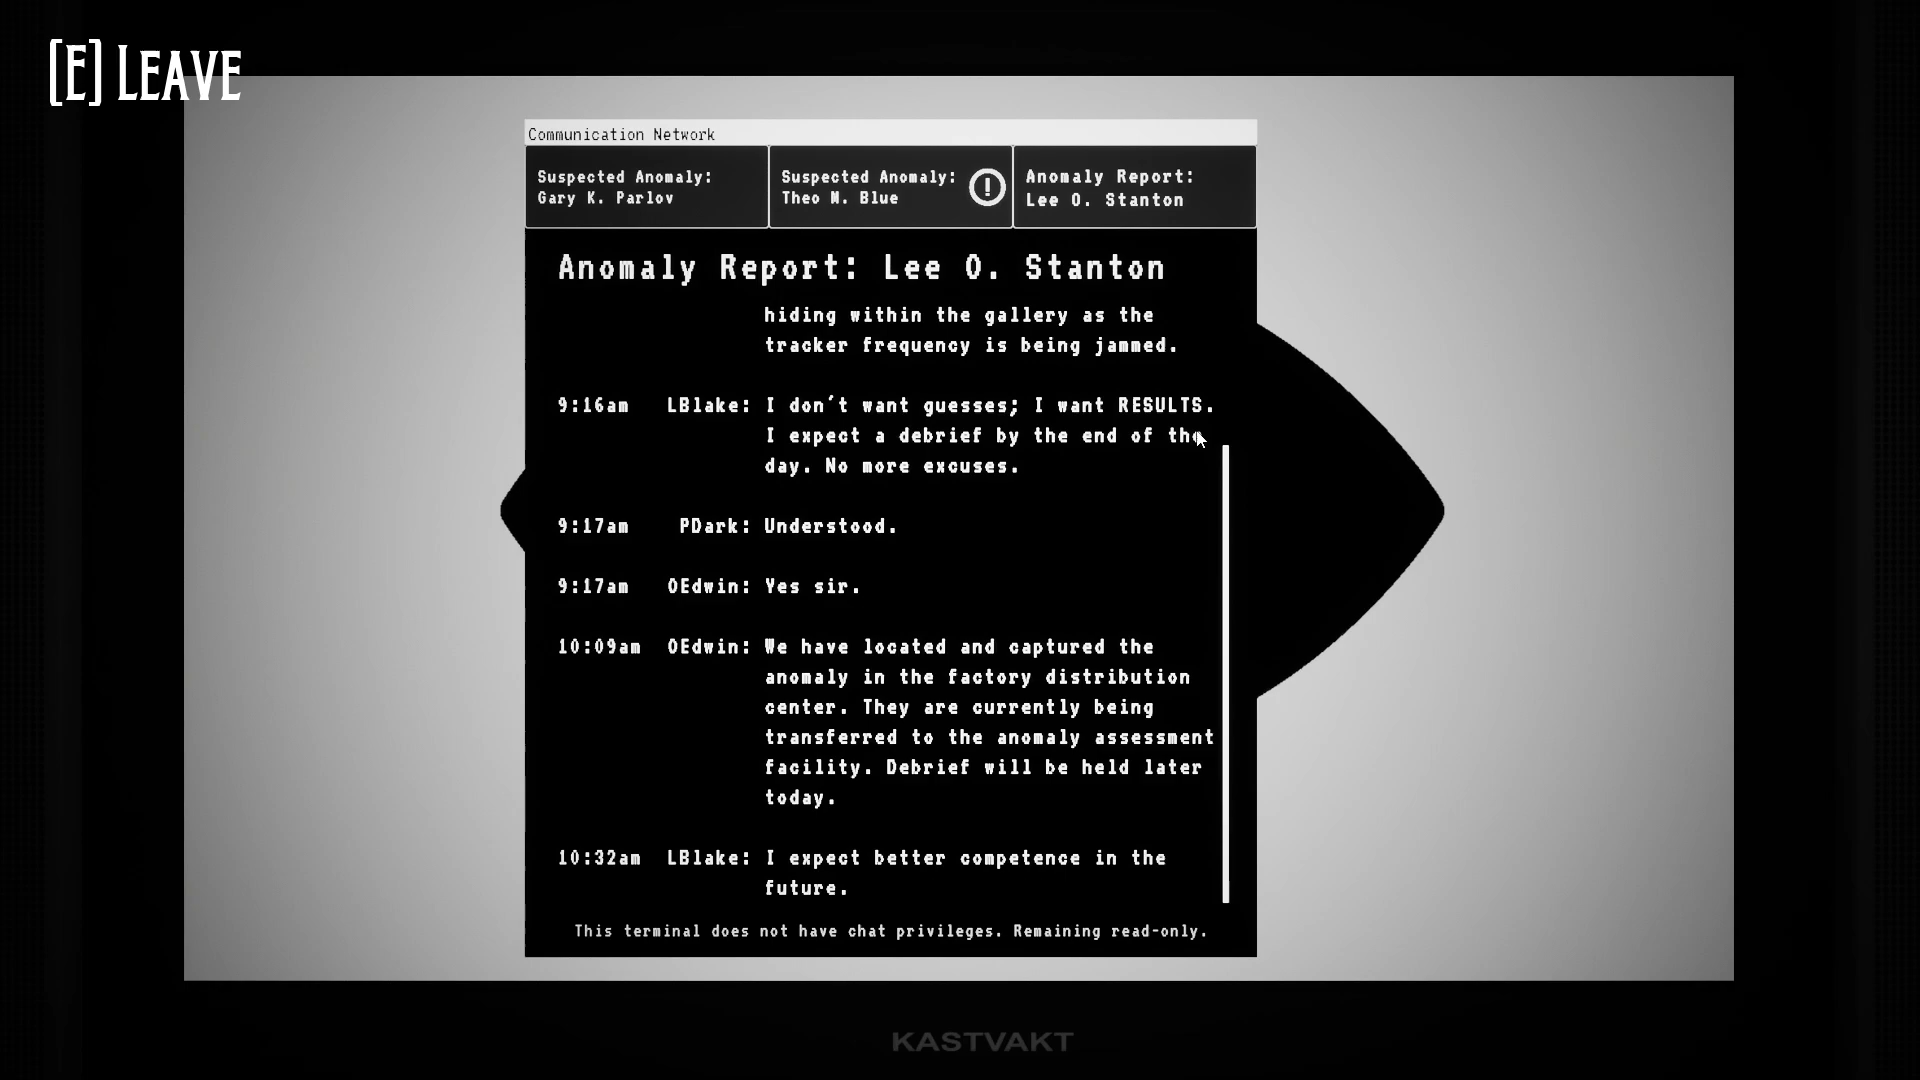 [E] LEAVE
Communication Network
Suspected Anomaly:
Gary K. Parlov
Suspected Anomaly:
Theo M. Blue
!
Anomaly Report:
Lee O. Stanton
Anomaly Report: Lee O. Stanton
hiding within the gallery as the
tracker frequency is being jammed.
9:16am LBlake: I don't want guesses; I want RESULTS.
I expect a debrief by the end of the
day. No more excuses.
9:17am PDark: Understood.
9:17am OEdwin: Yes sir.
10:09am OEdwin: We have located and captured the
anomaly in the factory distribution
center. They are currently being
transferred to the anomaly assessment
facility. Debrief will be held later
today.
10:32am LBlake: I expect better competence in the
future.
This terminal does not have chat privileges. Remaining read-only.
KASTVAKT